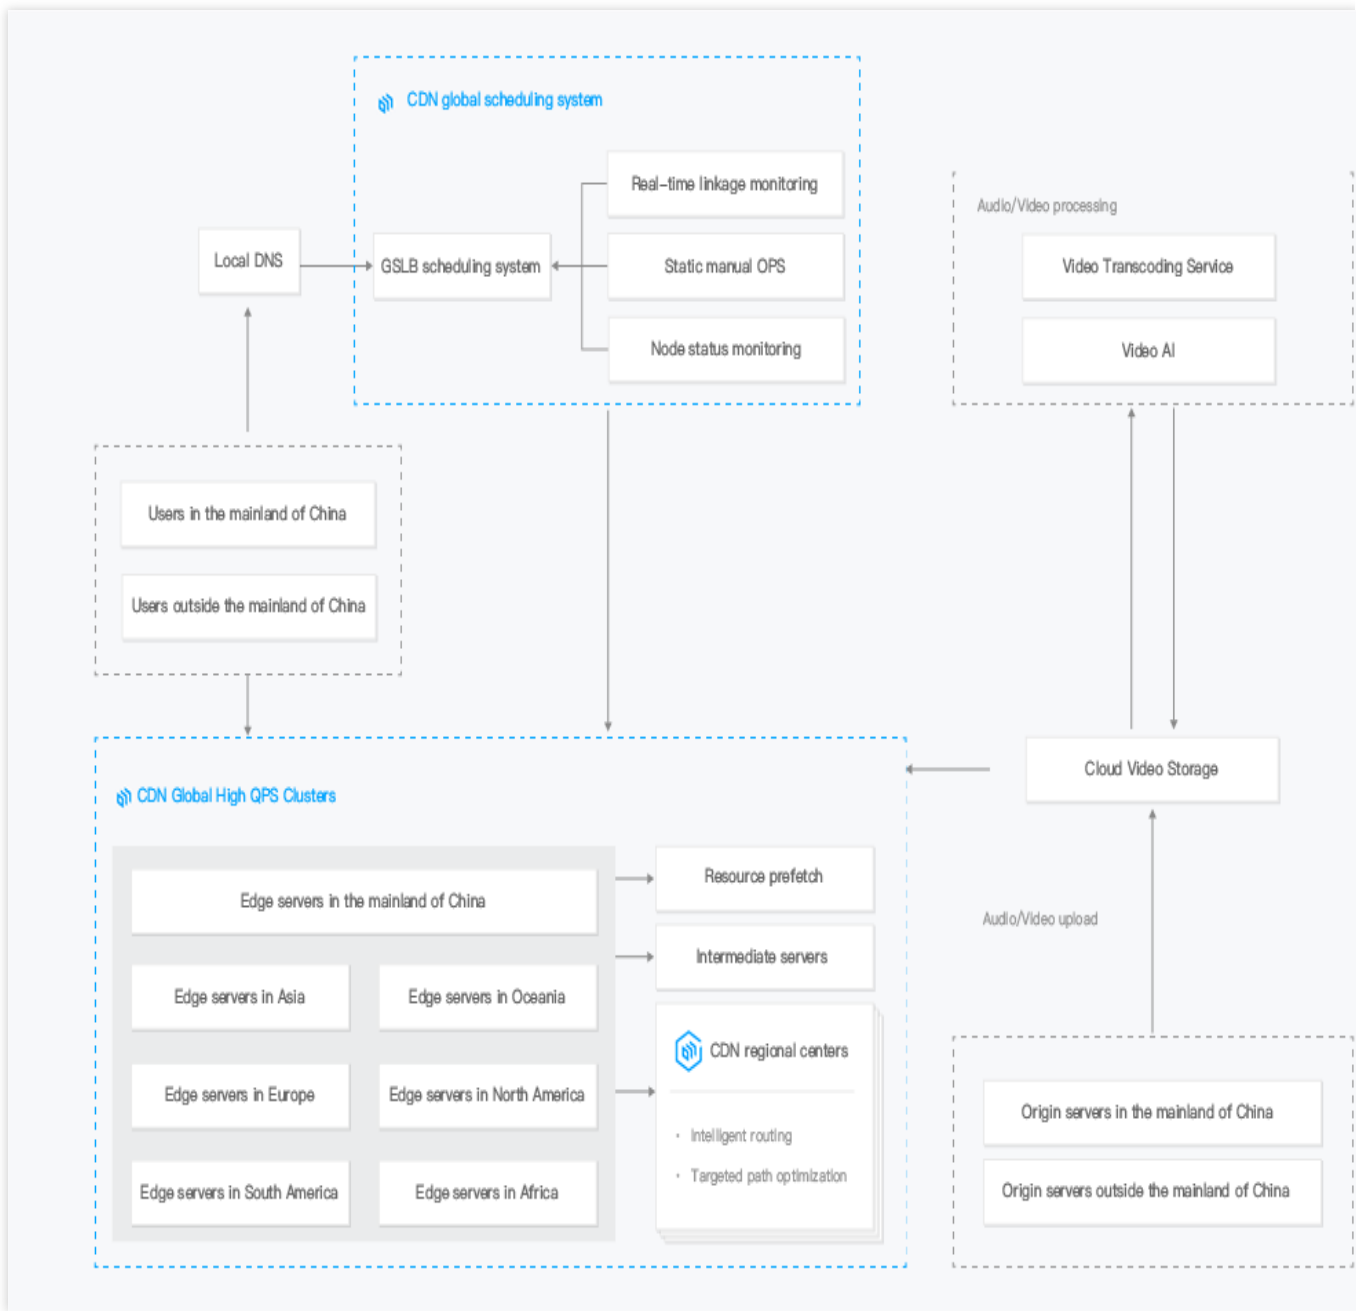 CDN global scheduling system
Real-time linkage monitoring
Local DNS
GSLB scheduling system
Static manual OPS
Node status monitoring
Audio/Video processing
Video Transcoding Service
Video AI
Users in the mainland of China
Users outside the mainland of China
Cloud Video Storage
CDN Global High QPS Clusters
Edge servers in the mainland of China
Edge servers in Asia
Edge servers in Oceania
Edge servers in Europe
Edge servers in North America
Edge servers in South America
Edge servers in Africa
Resource prefetch
Intermediate servers
CDN regional centers
· Intelligent routing
· Targeted path optimization
Audio/Video upload
Origin servers in the mainland of China
Origin servers outside the mainland of China